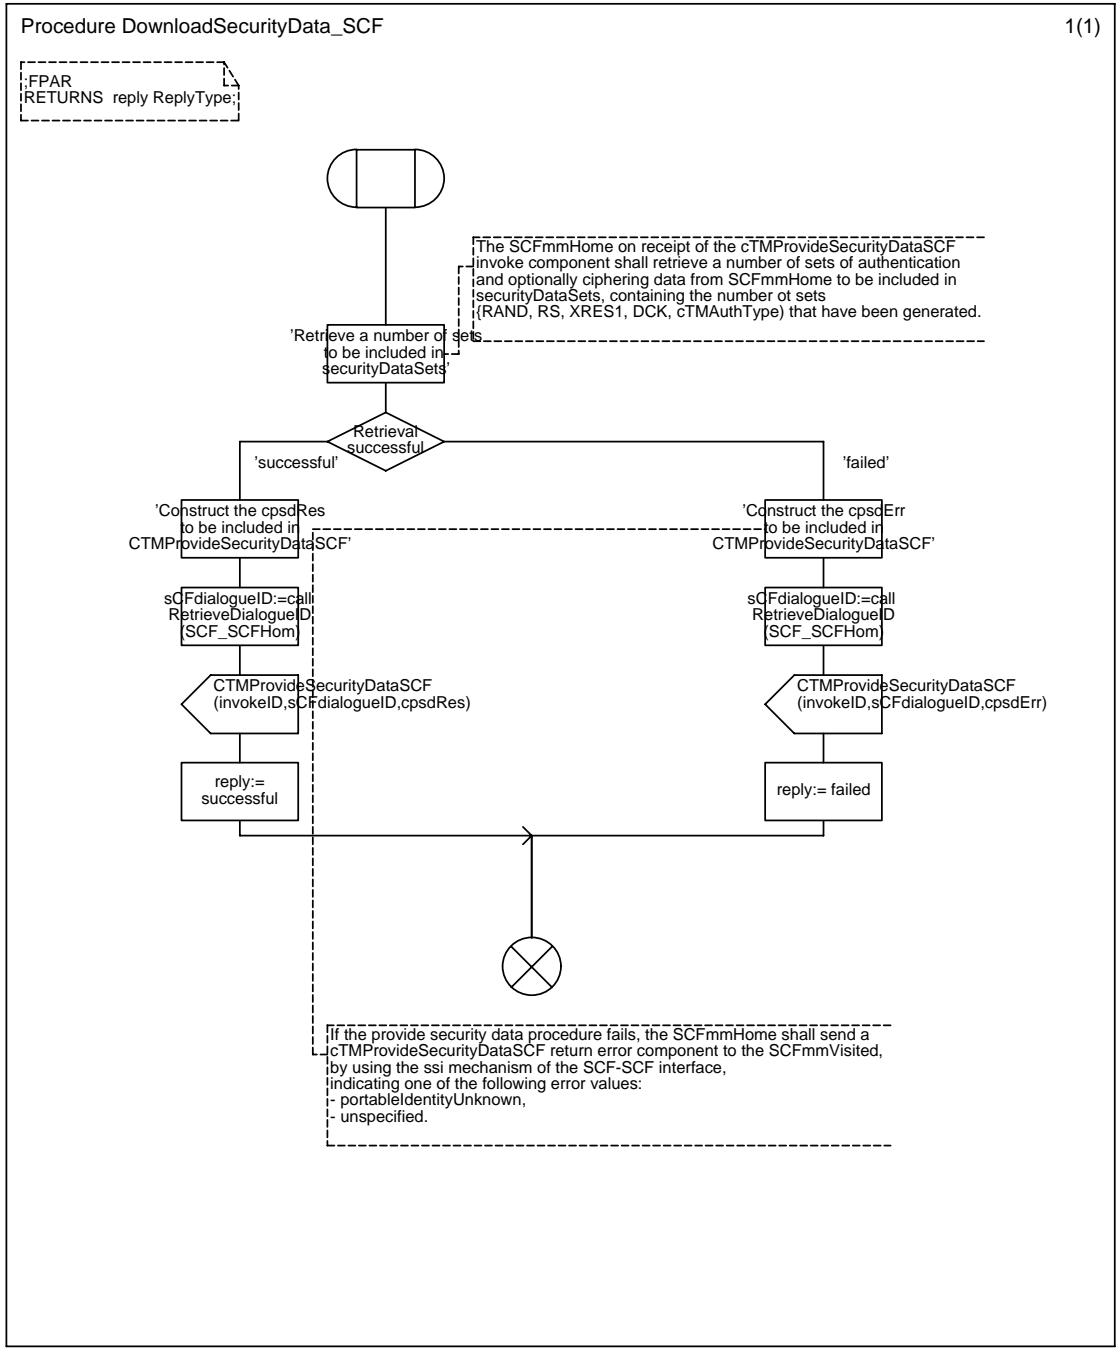 Procedure DownloadSecurityData_SCF
1(1)
;FPAR
RETURNS  reply ReplyType;
The SCFmmHome on receipt of the cTMProvideSecurityDataSCF
invoke component shall retrieve a number of sets of authentication
and optionally ciphering data from SCFmmHome to be included in
securityDataSets, containing the number ot sets
{RAND, RS, XRES1, DCK, cTMAuthType) that have been generated.
'Retrieve a number of sets
to be included in
securityDataSets'
Retrieval
successful
'successful'
'failed'
'Construct the cpsdRes
to be included in
CTMProvideSecurityDataSCF'
'Construct the cpsdErr
to be included in
CTMProvideSecurityDataSCF'
sCFdialogueID:=call
RetrieveDialogueID
(SCF_SCFHom)
sCFdialogueID:=call
RetrieveDialogueID
(SCF_SCFHom)
CTMProvideSecurityDataSCF
(invokeID,sCFdialogueID,cpsdRes)
CTMProvideSecurityDataSCF
(invokeID,sCFdialogueID,cpsdErr)
reply:=
successful
reply:= failed
If the provide security data procedure fails, the SCFmmHome shall send a
cTMProvideSecurityDataSCF return error component to the SCFmmVisited,
by using the ssi mechanism of the SCF-SCF interface,
indicating one of the following error values:
- portableIdentityUnknown,
- unspecified.